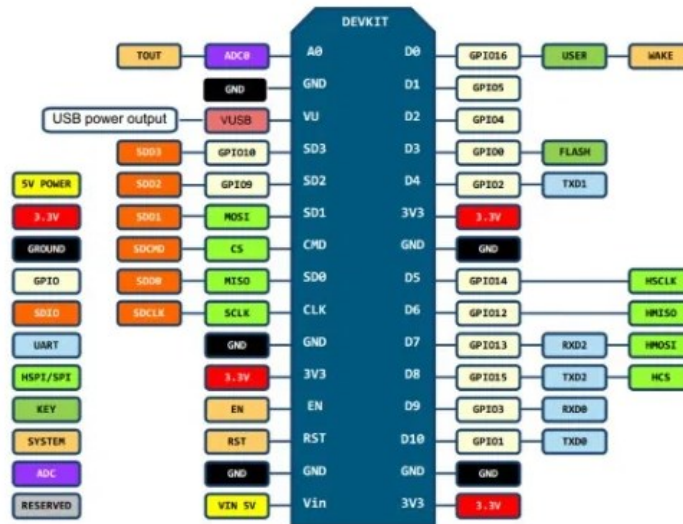 DEVKIT
TOUT ADC0 A0 D0 GPIO16 USER WAKE
GND GND D1 GPIO5
USB power output VUSB VU D2 GPIO4
SDD3 GPIO10 SD3 D3 GPIO0 FLASH
5V POWER SDD2 GPIO9 SD2 D4 GPIO2 TXD1
3.3V SDD1 MOSI SD1 3V3 3.3V
GROUND SDCMD CS CMD GND GND
GPIO SDD0 MISO SD0 D5 GPIO14 HSCLK
SDIO SDCLK SCLK CLK D6 GPIO12 HMISO
UART GND GND D7 GPIO13 RXD2 HMOSI
HSPI/SPI 3.3V 3V3 D8 GPIO15 TXD2 HCS
KEY EN EN D9 GPIO3 RXD0
SYSTEM RST RST D10 GPIO1 TXD0
ADC GND GND GND GND
RESERVED VIN 5V Vin 3V3 3.3V